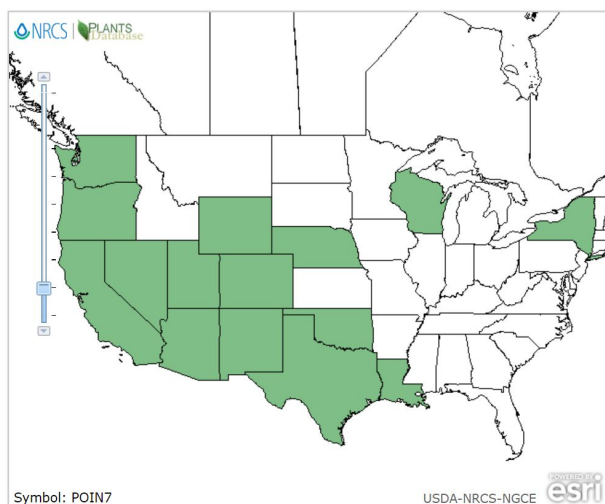 NRCS | PLANTS
Database
Symbol: POIN7
USDA-NRCS-NGCE
POWERED BY
esri